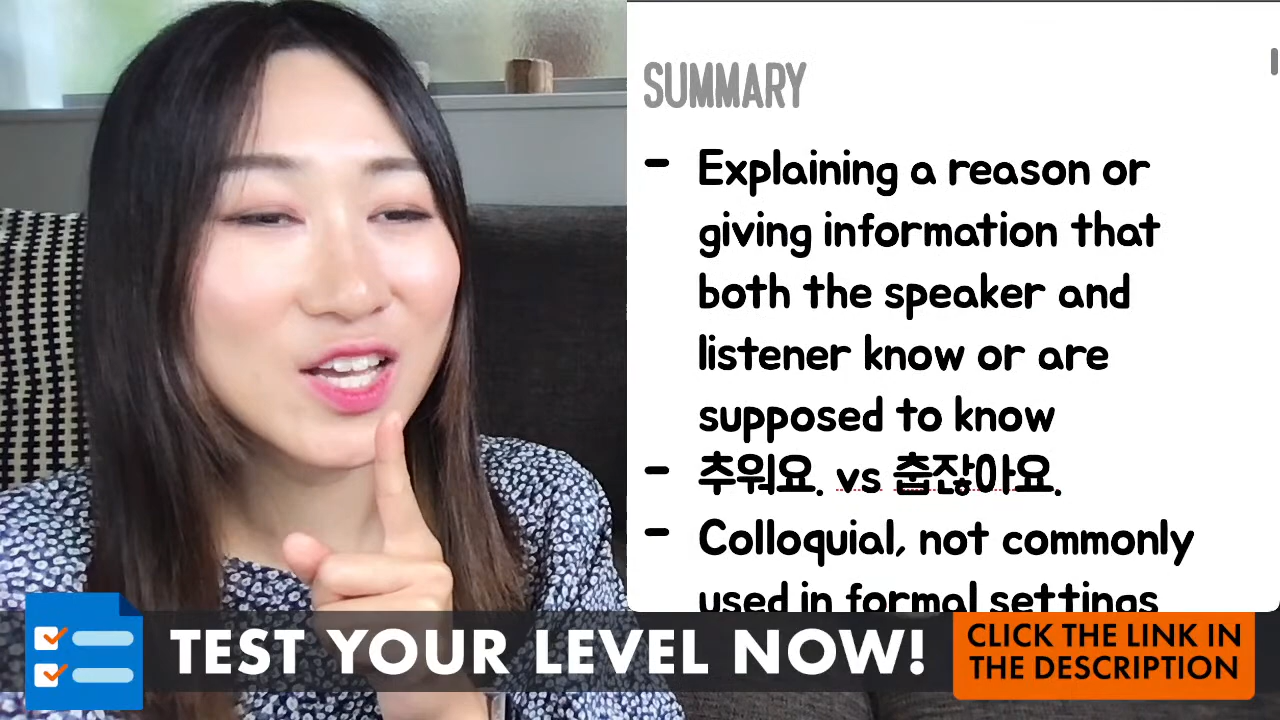 SUMMARY
- Explaining a reason or
giving information that
both the speaker and
listener know or are
supposed to know
- 추워요. vs 춥잖아요.
- Colloquial, not commonly
used in formal settings
TEST YOUR LEVEL NOW!
CLICK THE LINK IN
THE DESCRIPTION